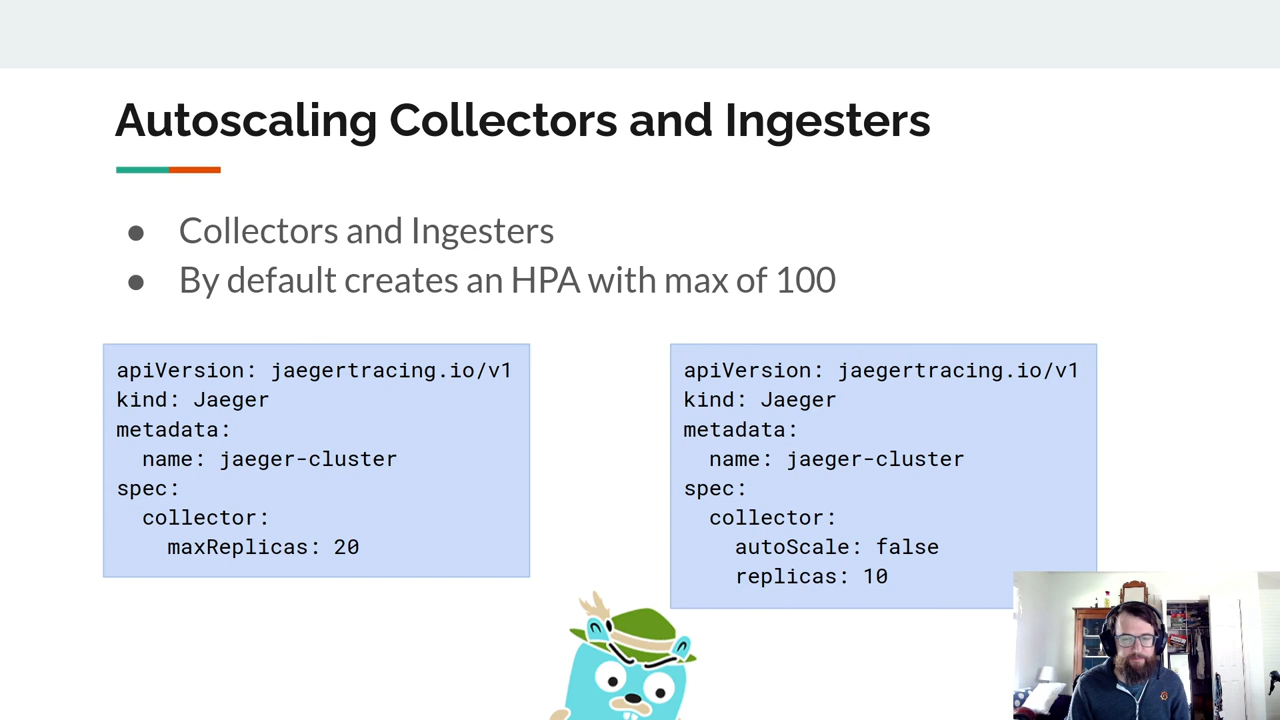 Autoscaling Collectors and Ingesters
● Collectors and Ingesters
● By default creates an HPA with max of 100
apiVersion: jaegertracing.io/v1
kind: Jaeger
metadata:
  name: jaeger-cluster
spec:
  collector:
    maxReplicas: 20
apiVersion: jaegertracing.io/v1
kind: Jaeger
metadata:
  name: jaeger-cluster
spec:
  collector:
    autoScale: false
    replicas: 10